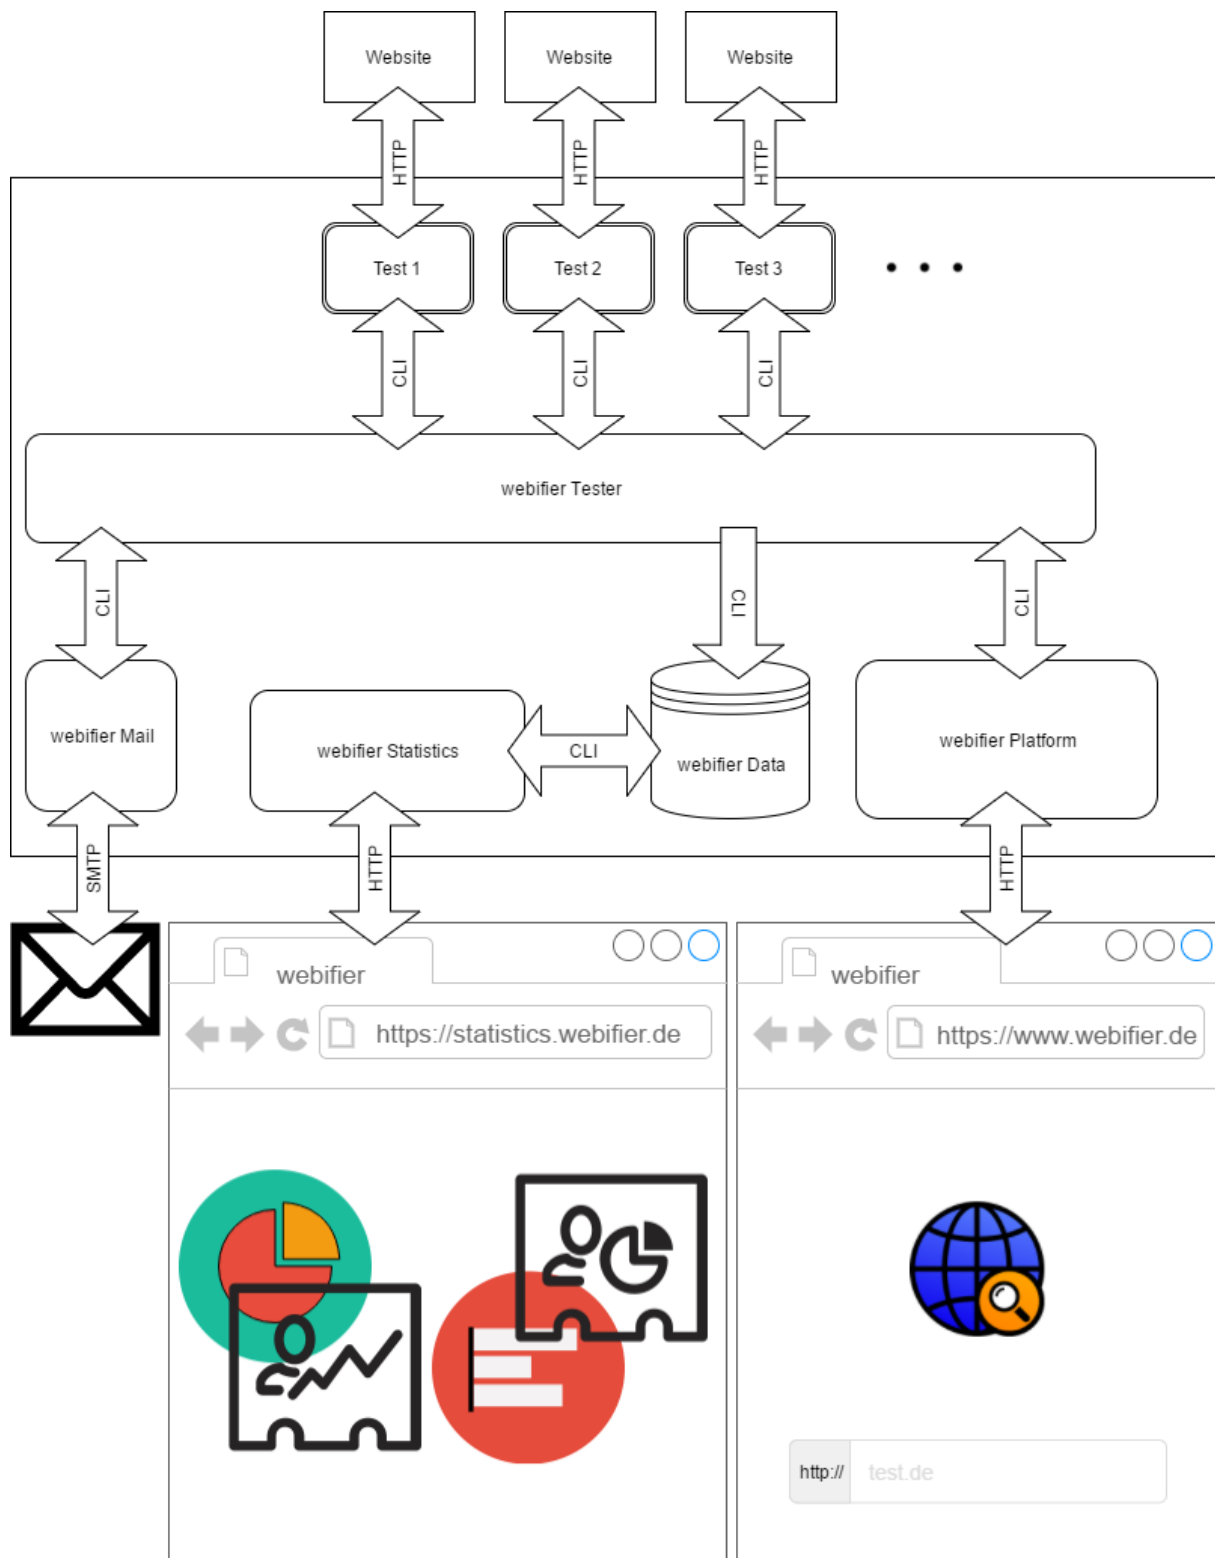 Website
Website
Website
HTTP
HTTP
HTTP
Test 1
Test 2
Test 3
CLI
CLI
CLI
webifier Tester
CLI
CLI
CLI
webifier Mail
webifier Statistics
CLI
webifier Data
webifier Platform
SMTP
HTTP
HTTP
webifier
https://statistics.webifier.de
webifier
https://www.webifier.de
http://
test.de